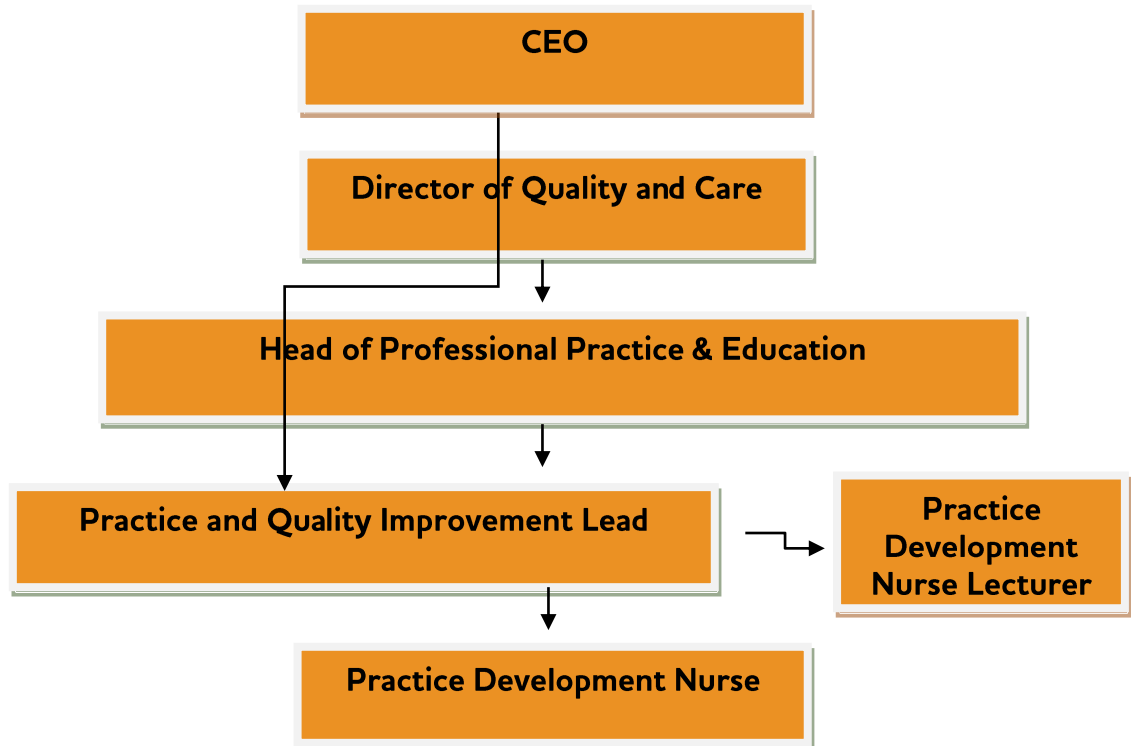 CEO
Director of Quality and Care
Head of Professional Practice & Education
Practice and Quality Improvement Lead
Practice
Development
Nurse Lecturer
Practice Development Nurse